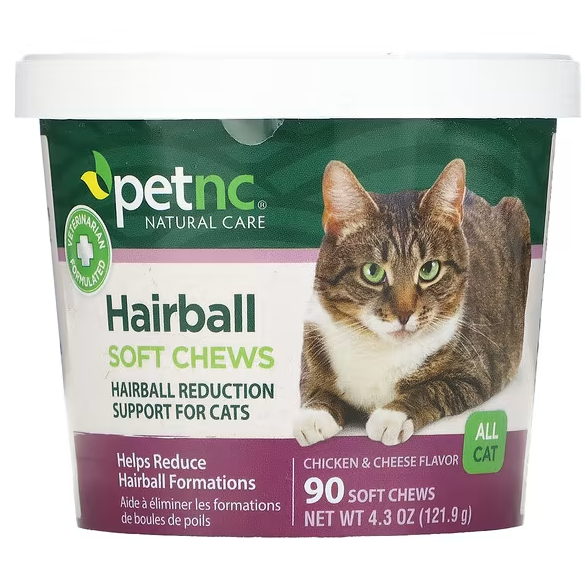 petnc®
NATURAL CARE
VETERINARIAN
FORMULATED
Hairball
SOFT CHEWS
HAIRBALL REDUCTION
SUPPORT FOR CATS
Helps Reduce
Hairball Formations
Aide à éliminer les formations
de boules de poils
CHICKEN & CHEESE FLAVOR
90 SOFT CHEWS
NET WT 4.3 OZ (121.9 g)
ALL
CAT